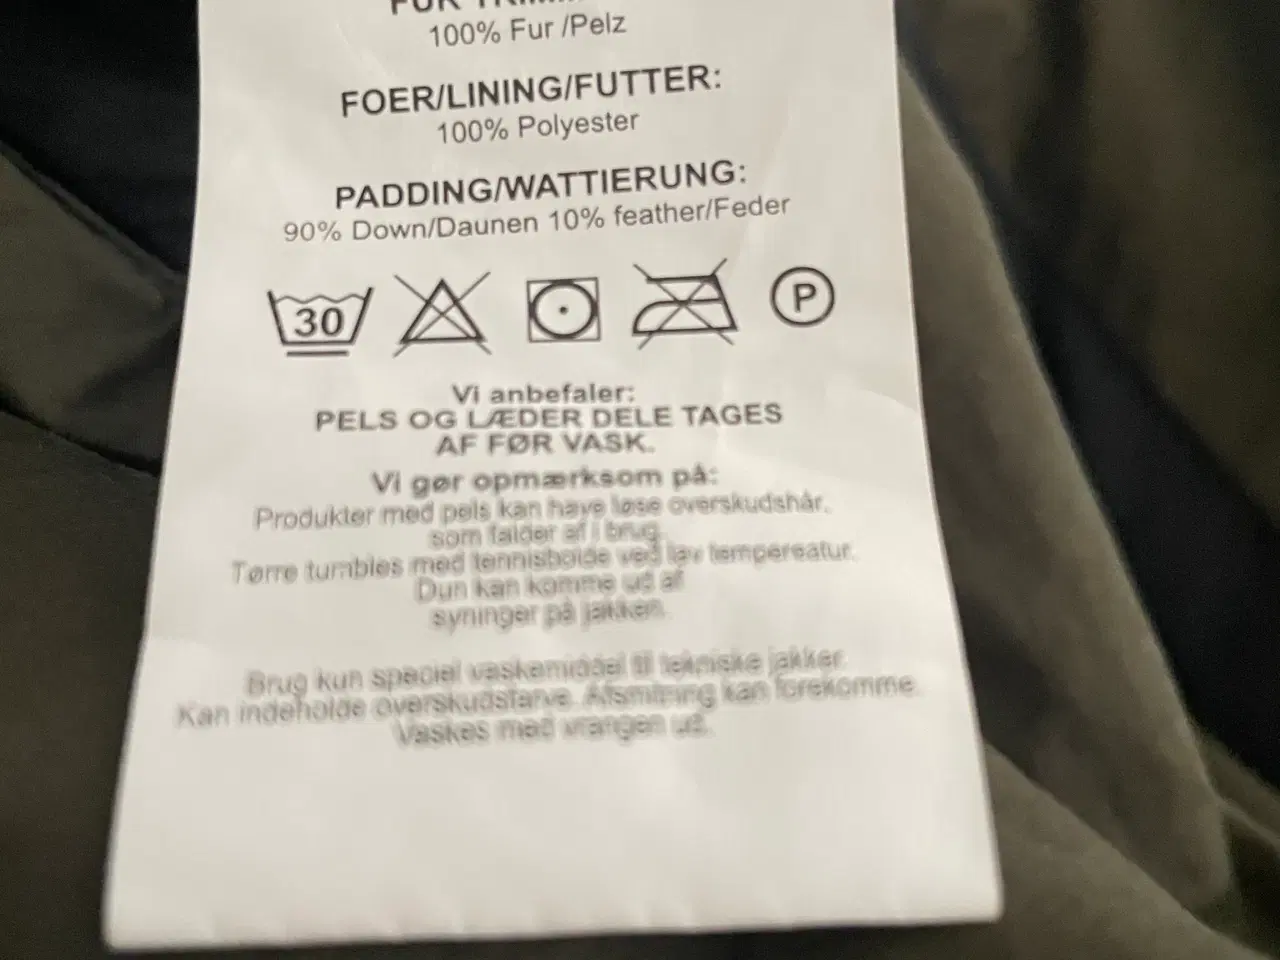 FUR TRIMM
100% Fur /Pelz
FOER/LINING/FUTTER:
100% Polyester
PADDING/WATTIERUNG:
90% Down/Daunen 10% feather/Feder
30 P
Vi anbefaler:
PELS OG LÆDER DELE TAGES
AF FØR VASK.
Vi gør opmærksom på:
Produkter med pels kan have løse overskudshår,
som falder af i brug.
Tørre tumbles med tennisbolde ved lav tempereatur.
Dun kan komme ud af
syninger på jakken.
Brug kun special vaskemiddel til tekniske jakker.
Kan indeholde overskudsfarve. Afsmitning kan forekomme.
Vaskes med vrangen ud.